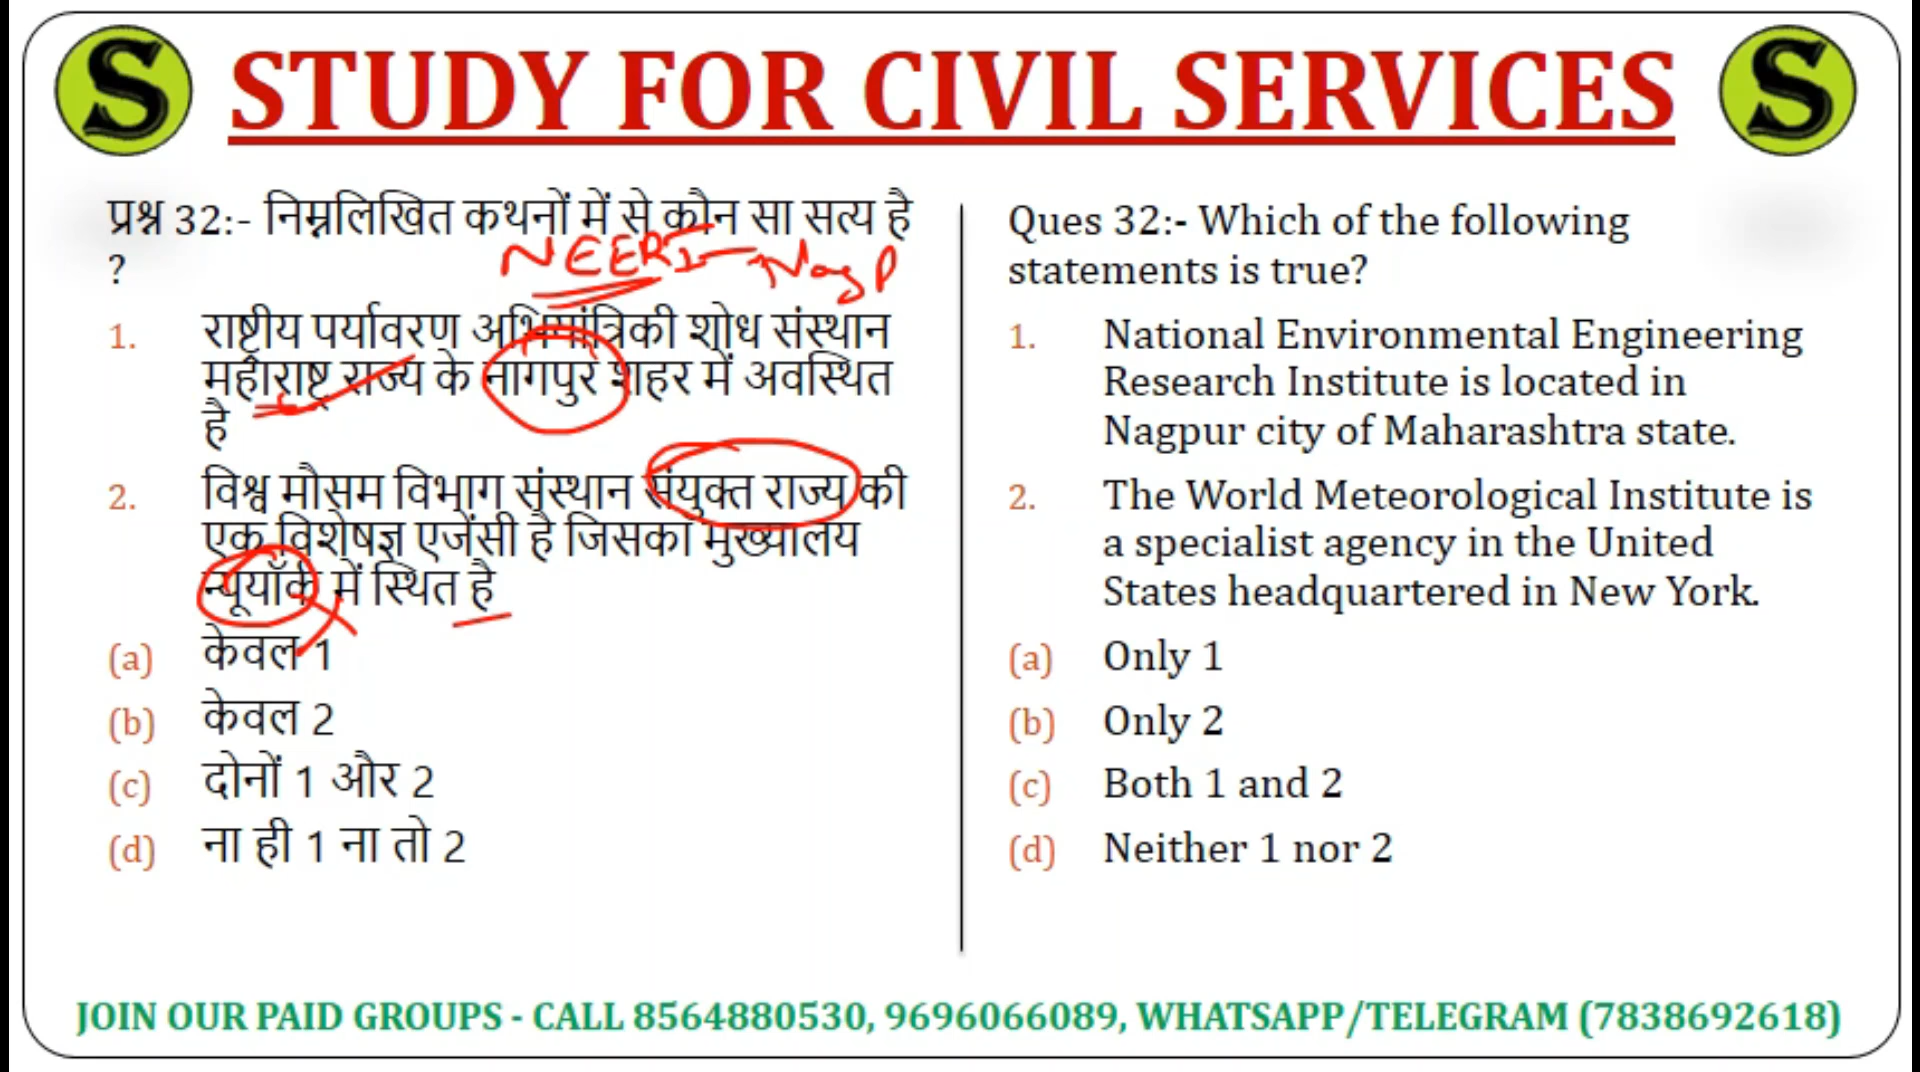 S STUDY FOR CIVIL SERVICES S
प्रश्न 32:- निम्नलिखित कथनों में से कौन सा सत्य है
?
NEERI - Nagp
1. राष्ट्रीय पर्यावरण अभियांत्रिकी शोध संस्थान
महाराष्ट्र राज्य के नागपुर शहर में अवस्थित
है
2. विश्व मौसम विभाग संस्थान संयुक्त राज्य की
एक विशेषज्ञ एजेंसी है जिसका मुख्यालय
न्यूयॉर्क में स्थित है
(a) केवल 1
(b) केवल 2
(c) दोनों 1 और 2
(d) ना ही 1 ना तो 2
Ques 32:- Which of the following
statements is true?
1. National Environmental Engineering
Research Institute is located in
Nagpur city of Maharashtra state.
2. The World Meteorological Institute is
a specialist agency in the United
States headquartered in New York.
(a) Only 1
(b) Only 2
(c) Both 1 and 2
(d) Neither 1 nor 2
JOIN OUR PAID GROUPS - CALL 8564880530, 9696066089, WHATSAPP/TELEGRAM (7838692618)